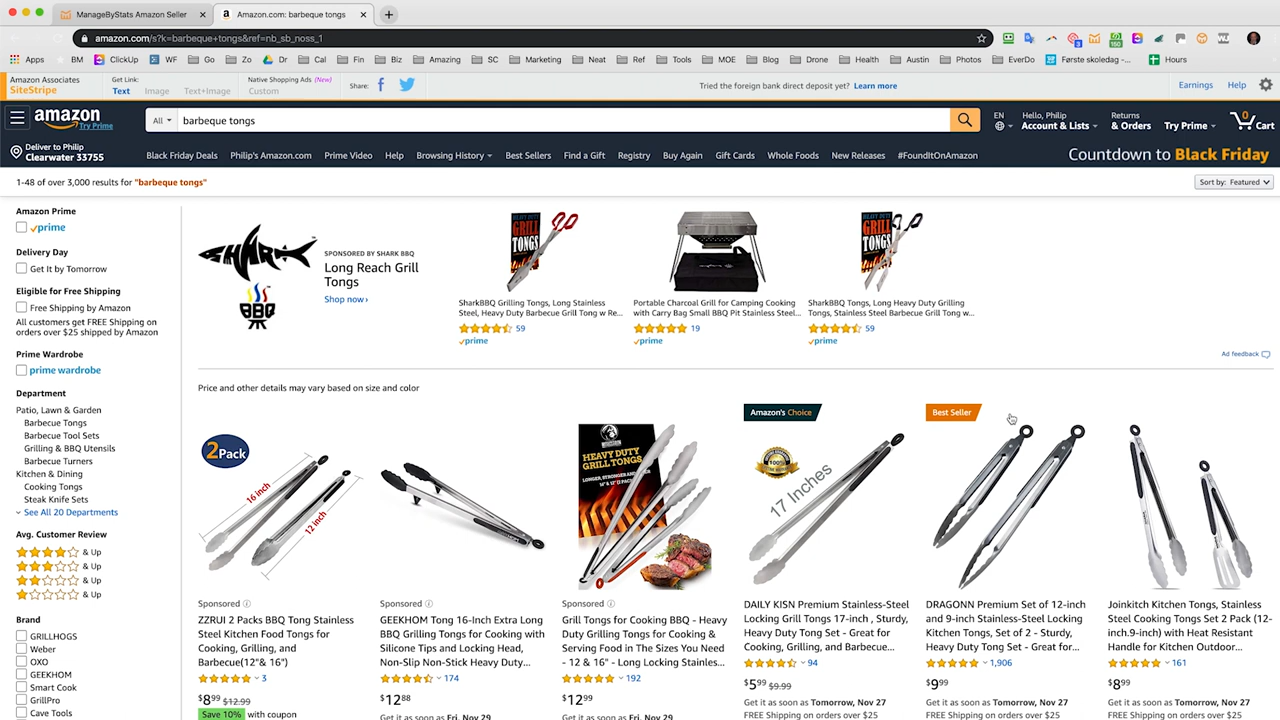 ManageByStats Amazon Seller
Amazon.com: barbeque tongs
amazon.com/s?k=barbeque+tongs&ref=nb_sb_noss_1
Apps BM ClickUp WF Go Zo Dr Cal Fin Biz Amazing SC Marketing Neat Ref Tools MOE Blog Drone Health Austin Photos EverDo Første skoledag -... Hours
Amazon Associates
SiteStripe
Get Link:
Text Image Text+Image
Native Shopping Ads (New)
Custom
Share:
Tried the foreign bank direct deposit yet? Learn more
Earnings Help
amazon
Try Prime
All barbeque tongs
EN
Hello, Philip
Account & Lists
Returns
& Orders
Try Prime
0
Cart
Deliver to Philip
Clearwater 33755
Black Friday Deals Philip's Amazon.com Prime Video Help Browsing History Best Sellers Find a Gift Registry Buy Again Gift Cards Whole Foods New Releases #FoundItOnAmazon
Countdown to Black Friday
1-48 of over 3,000 results for "barbeque tongs"
Sort by: Featured
Amazon Prime
prime
Delivery Day
Get It by Tomorrow
Eligible for Free Shipping
Free Shipping by Amazon
All customers get FREE Shipping on
orders over $25 shipped by Amazon
Prime Wardrobe
prime wardrobe
Department
Patio, Lawn & Garden
Barbecue Tongs
Barbecue Tool Sets
Grilling & BBQ Utensils
Barbecue Turners
Kitchen & Dining
Cooking Tongs
Steak Knife Sets
See All 20 Departments
Avg. Customer Review
& Up
& Up
& Up
& Up
Brand
GRILLHOGS
Weber
OXO
GEEKHOM
Smart Cook
GrillPro
Cave Tools
SHARK
BBQ
SPONSORED BY SHARK BBQ
Long Reach Grill
Tongs
Shop now›
GRILL
TONGS
SharkBBQ Grilling Tongs, Long Stainless
Steel, Heavy Duty Barbecue Grill Tong w Re...
59
prime
Portable Charcoal Grill for Camping Cooking
with Carry Bag Small BBQ Pit Stainless Steel...
19
prime
GRILL
TONGS
SharkBBQ Tongs, Long Heavy Duty Grilling
Tongs, Stainless Steel Barbecue Grill Tong w...
59
prime
Ad feedback
Price and other details may vary based on size and color
2Pack
16 inch
12 inch
Sponsored
ZZRUI 2 Packs BBQ Tong Stainless
Steel Kitchen Food Tongs for
Cooking, Grilling, and
Barbecue(12"& 16")
3
$8 99 $12.99
Save 10% with coupon
Sponsored
GEEKHOM Tong 16-Inch Extra Long
BBQ Grilling Tongs for Cooking with
Silicone Tips and Locking Head,
Non-Slip Non-Stick Heavy Duty...
174
$12 88
Get it as soon as Fri, Nov 29
HEAVY DUTY
GRILL TONGS
Sponsored
Grill Tongs for Cooking BBQ - Heavy
Duty Grilling Tongs for Cooking &
Serving Food in The Sizes You Need
- 12 & 16" - Long Locking Stainles...
192
$12 99
Get it as soon as Fri, Nov 29
Amazon's Choice
100%
17 Inches
DAILY KISN Premium Stainless-Steel
Locking Grill Tongs 17-inch , Sturdy,
Heavy Duty Tong Set - Great for
Cooking, Grilling, and Barbecue...
94
$5 99 $9.99
Get it as soon as Tomorrow, Nov 27
FREE Shipping on orders over $25
Best Seller
DRAGONN Premium Set of 12-inch
and 9-inch Stainless-Steel Locking
Kitchen Tongs, Set of 2 - Sturdy,
Heavy Duty Tong Set - Great for...
1,906
$9 99
Get it as soon as Tomorrow, Nov 27
FREE Shipping on orders over $25
Joinkitch Kitchen Tongs, Stainless
Steel Cooking Tongs Set 2 Pack (12-
inch.9-inch) with Heat Resistant
Handle for Kitchen Outdoor...
161
$8 99
Get it as soon as Tomorrow, Nov 27
FREE Shipping on orders over $25